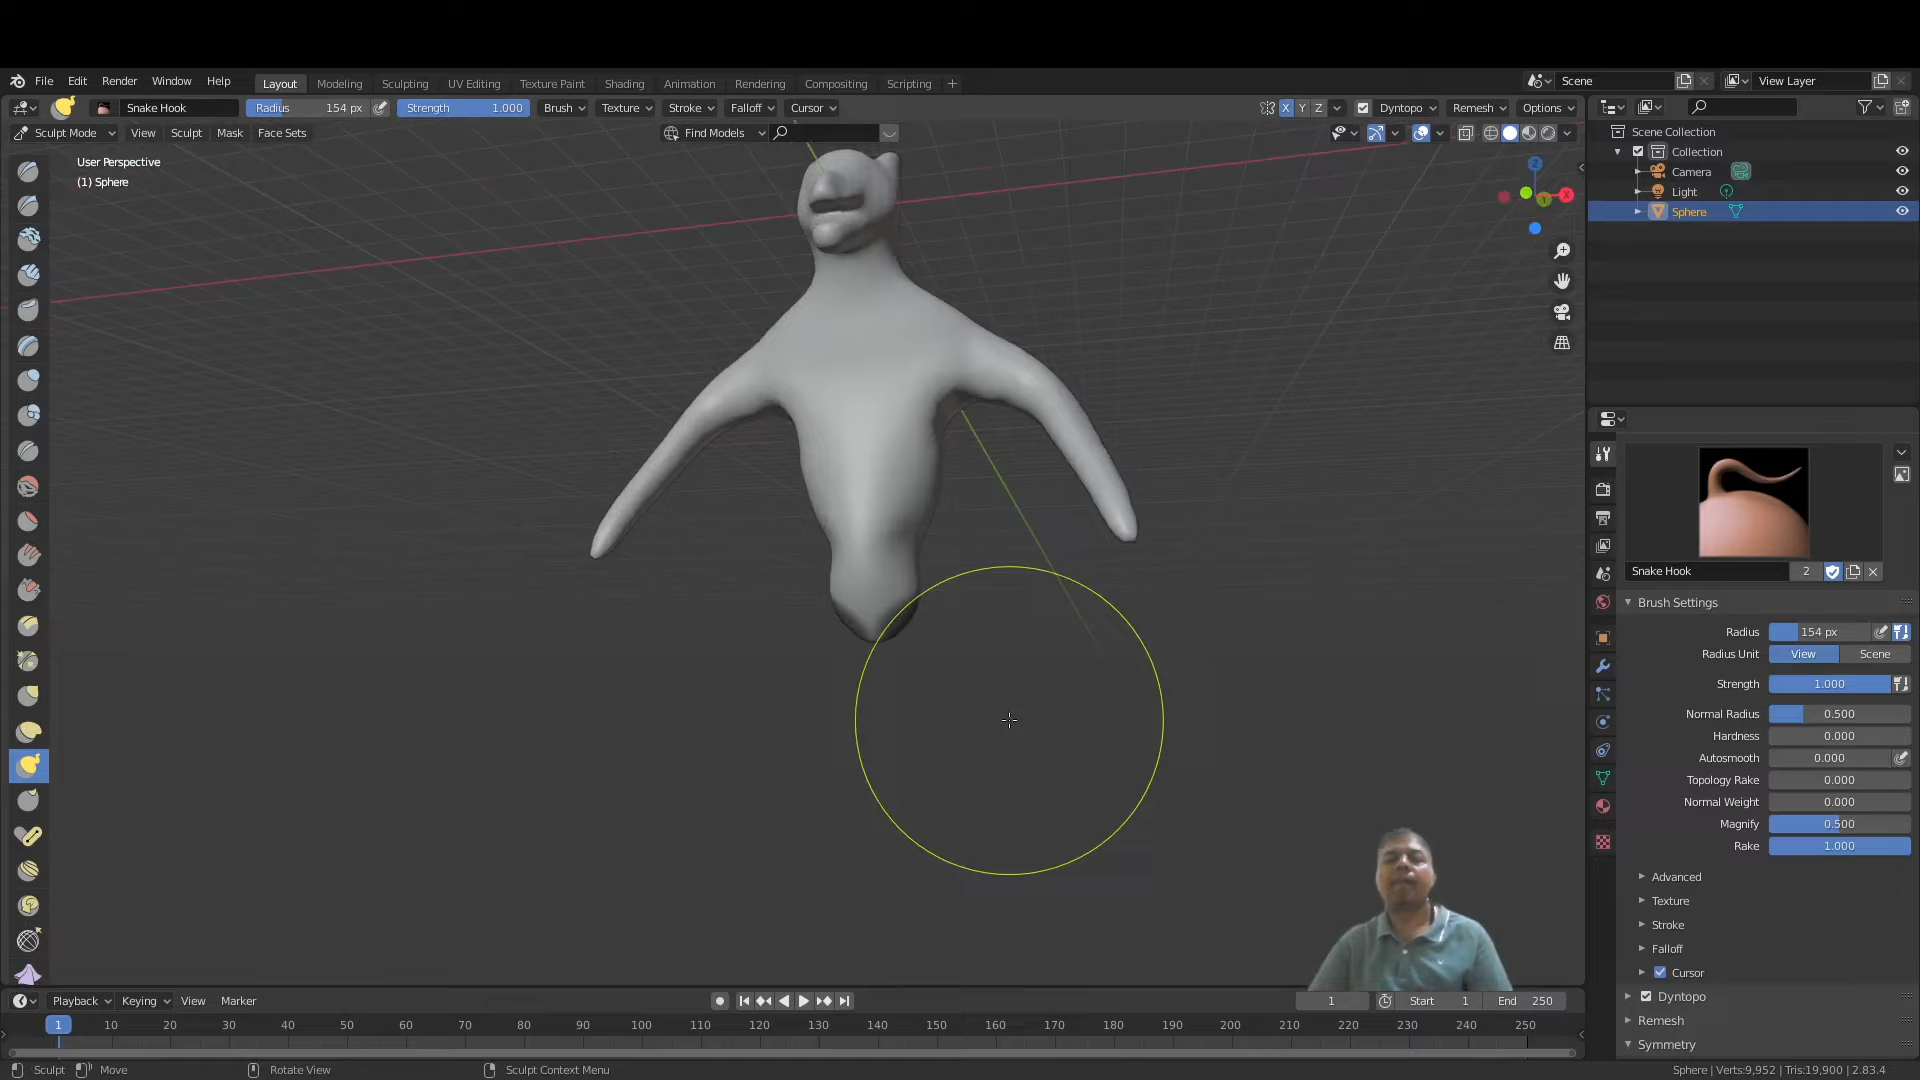 File Edit Render Window Help Layout Modeling Sculpting UV Editing Texture Paint Shading Animation Rendering Compositing Scripting + Scene View Layer
Snake Hook Radius 154 px Strength 1.000 Brush Texture Stroke Falloff Cursor X Y Z Dyntopo Remesh Options
Sculpt Mode View Sculpt Mask Face Sets Find Models
User Perspective
(1) Sphere
Z
X
Y
Scene Collection
Collection
Camera
Light
Sphere
Snake Hook 2
Brush Settings
Radius 154 px
Radius Unit View Scene
Strength 1.000
Normal Radius 0.500
Hardness 0.000
Autosmooth 0.000
Topology Rake 0.000
Normal Weight 0.000
Magnify 0.500
Rake 1.000
Advanced
Texture
Stroke
Falloff
Cursor
Dyntopo
Remesh
Symmetry
Playback Keying View Marker 1 Start 1 End 250
1 10 20 30 40 50 60 70 80 90 100 110 120 130 140 150 160 170 180 190 200 210 220 230 240 250
Sculpt Move Rotate View Sculpt Context Menu Sphere | Verts:9,952 | Tris:19,900 | 2.83.4